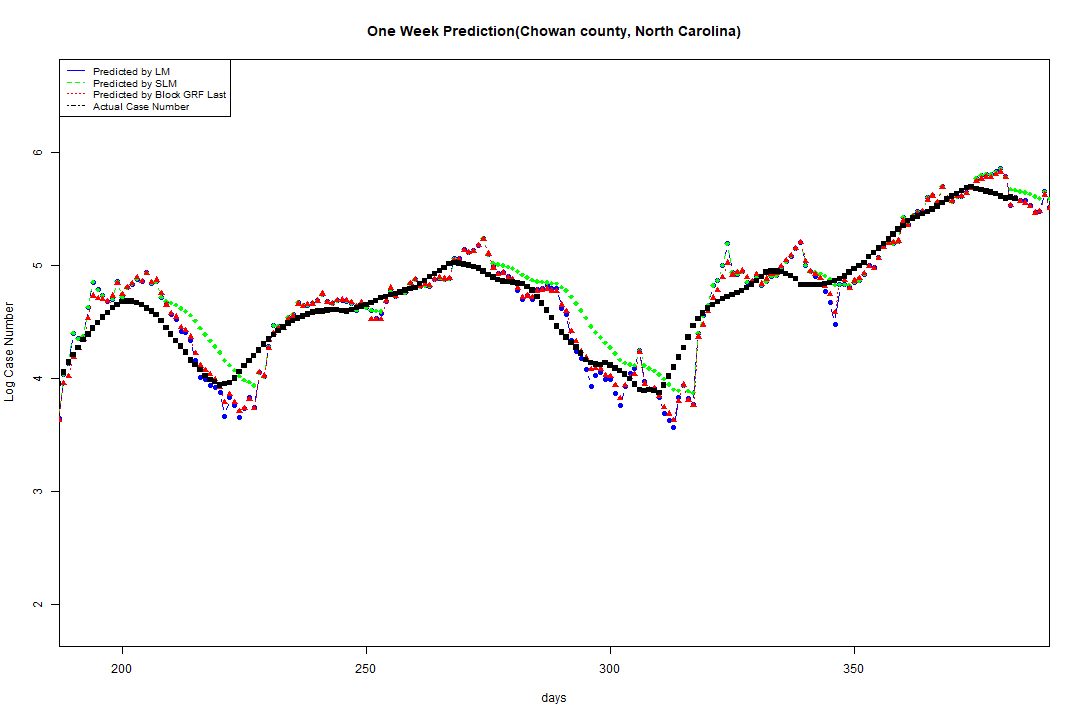 One Week Prediction(Chowan county, North Carolina)
Predicted by LM
Predicted by SLM
Predicted by Block GRF Last
Actual Case Number
Log Case Number
6
5
4
3
2
200 250 300 350
days